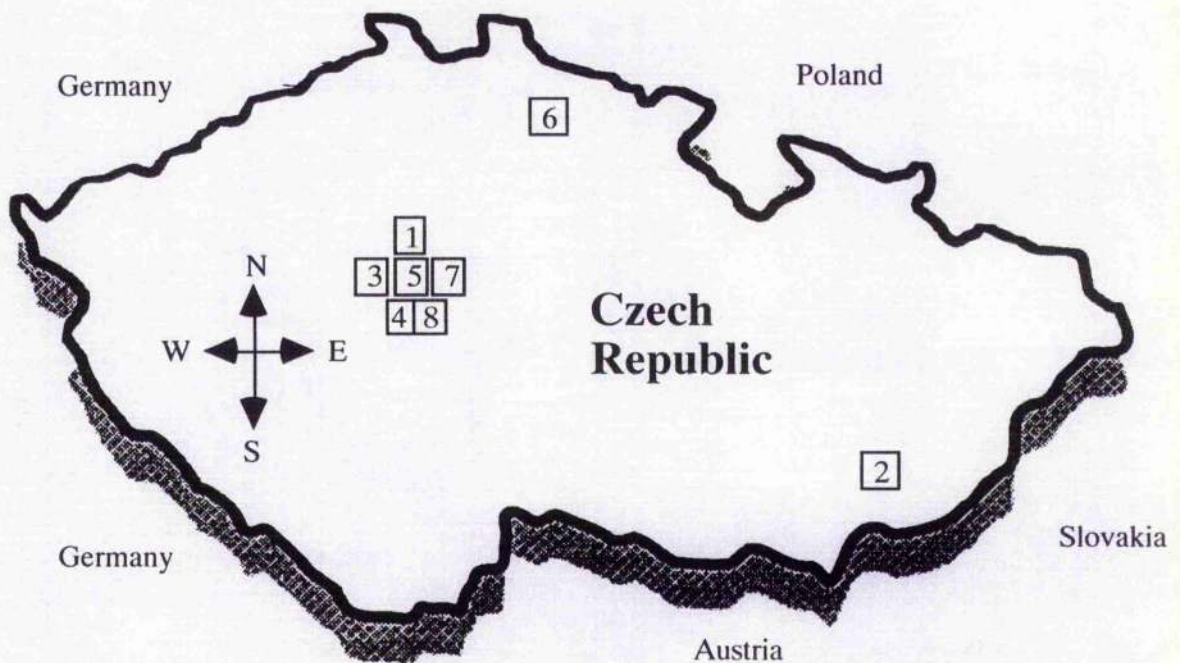 Germany
Poland
6
1
3 5 7
4 8
N
W E
S
Czech
Republic
2
Germany
Slovakia
Austria